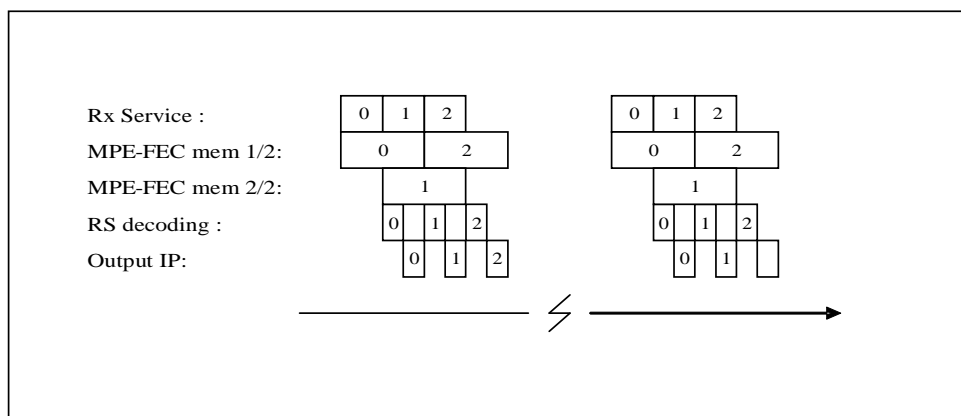 Rx Service : 0 1 2 0 1 2
MPE-FEC mem 1/2: 0 2 0 2
MPE-FEC mem 2/2: 1 1
RS decoding : 0 1 2 0 1 2
Output IP: 0 1 2 0 1